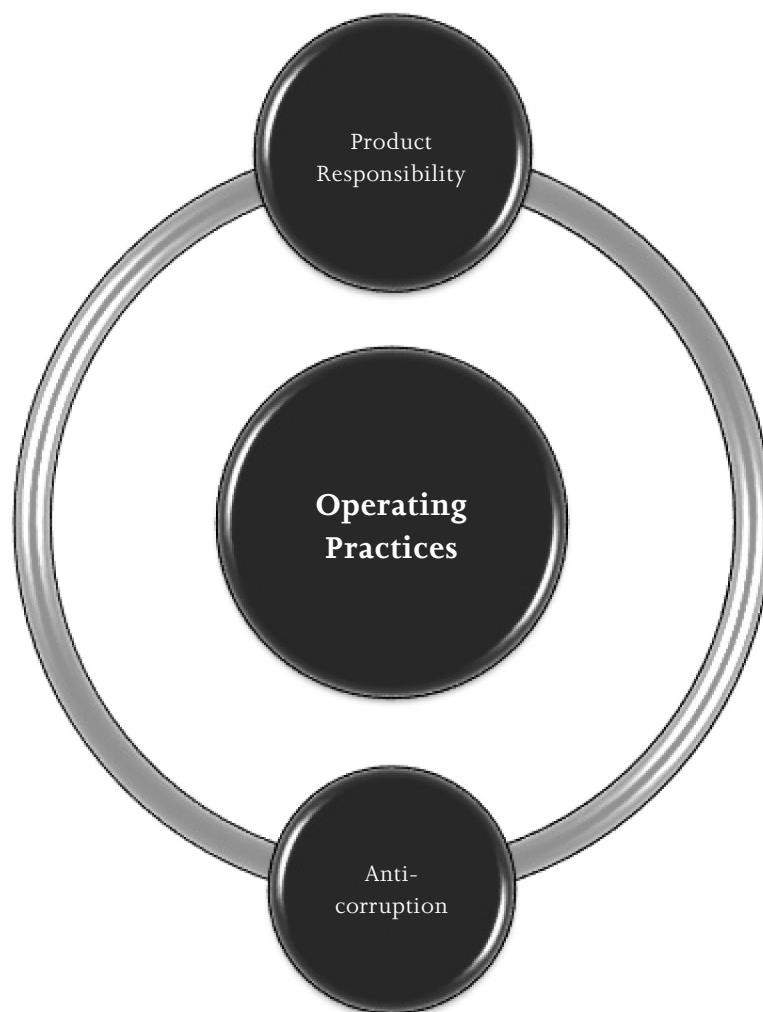 Product
Responsibility
Operating
Practices
Anti-
corruption